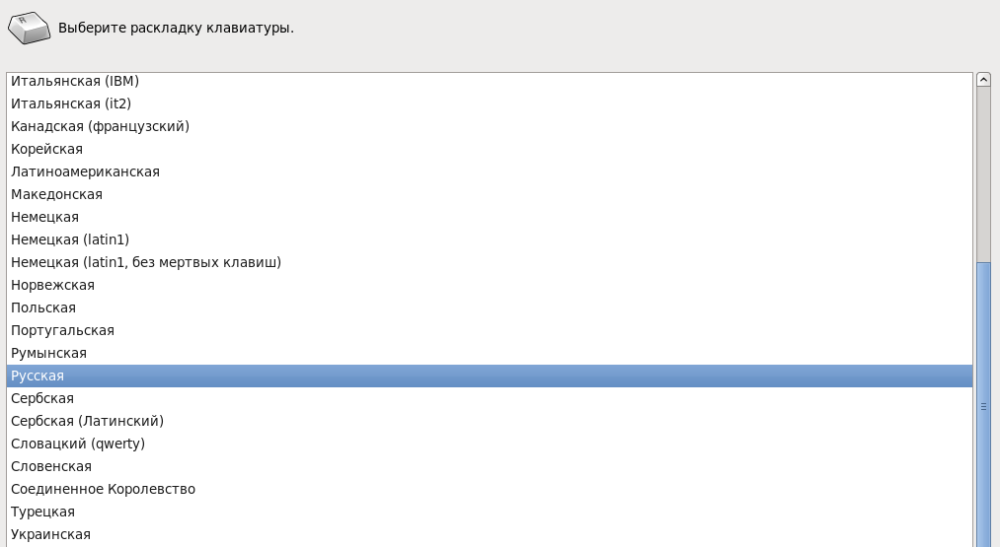 Выберите раскладку клавиатуры.
Итальянская (IBM)
Итальянская (it2)
Канадская (французский)
Корейская
Латиноамериканская
Македонская
Немецкая
Немецкая (latin1)
Немецкая (latin1, без мертвых клавиш)
Норвежская
Польская
Португальская
Румынская
Русская
Сербская
Сербская (Латинский)
Словацкий (qwerty)
Словенская
Соединенное Королевство
Турецкая
Украинская